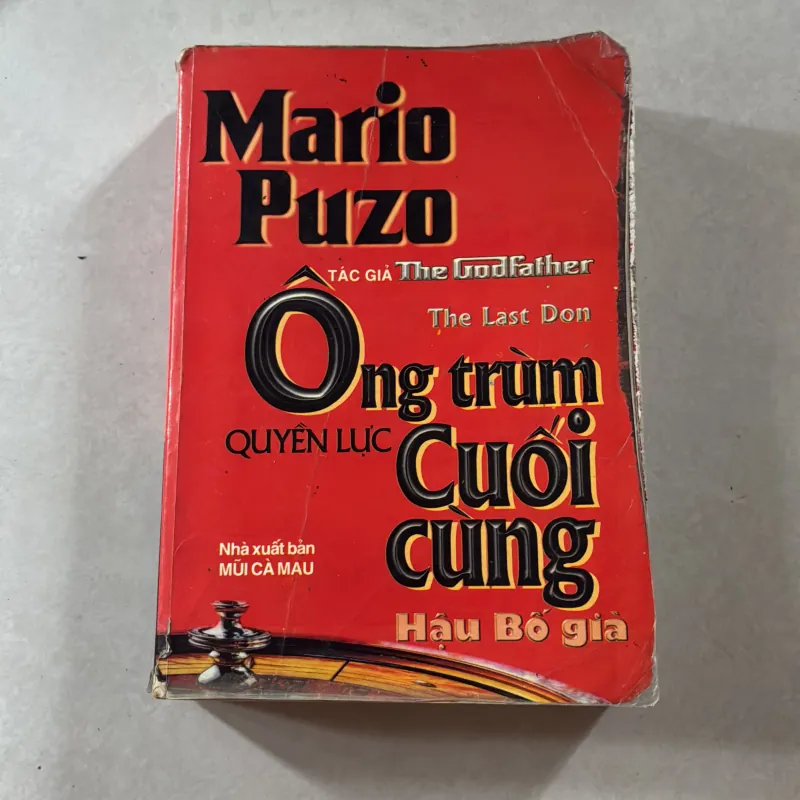 Mario
Puzo
TÁC GIẢ The Godfather
The Last Don
Ông trùm
QUYỀN LỰC Cuối
cùng
Nhà xuất bản
MŨI CÀ MAU
Hậu Bố già